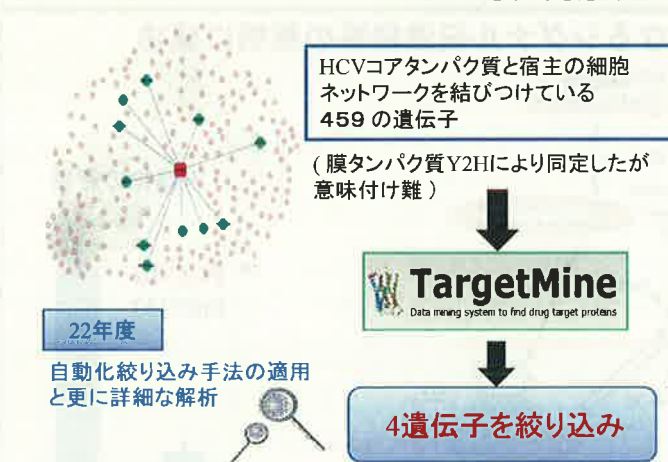 HCVコアタンパク質と宿主の細胞
ネットワークを結びつけている
459 の遺伝子
( 膜タンパク質Y2Hにより同定したが
意味付け難 )
TargetMine
Data mining system to find drug target proteins
22年度
自動化絞り込み手法の適用
と更に詳細な解析
4遺伝子を絞り込み